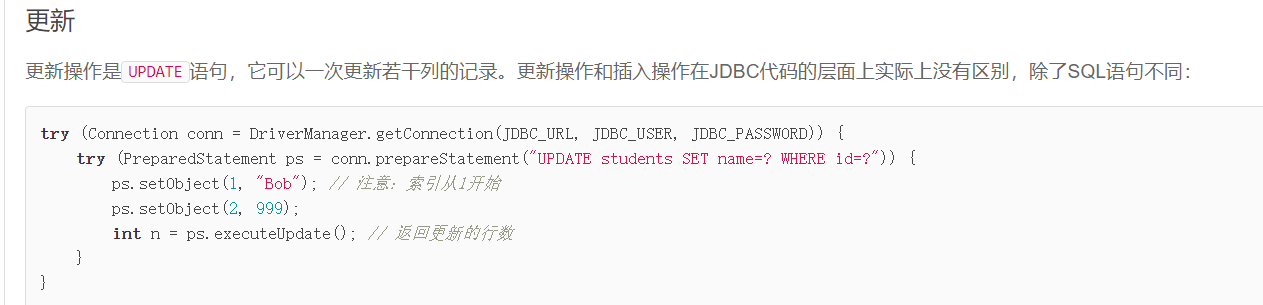 更新
更新操作是UPDATE语句，它可以一次更新若干列的记录。更新操作和插入操作在JDBC代码的层面上实际上没有区别，除了SQL语句不同：
try (Connection conn = DriverManager.getConnection(JDBC_URL, JDBC_USER, JDBC_PASSWORD)) {
    try (PreparedStatement ps = conn.prepareStatement("UPDATE students SET name=? WHERE id=?")) {
        ps.setObject(1, "Bob"); // 注意：索引从1开始
        ps.setObject(2, 999);
        int n = ps.executeUpdate(); // 返回更新的行数
    }
}